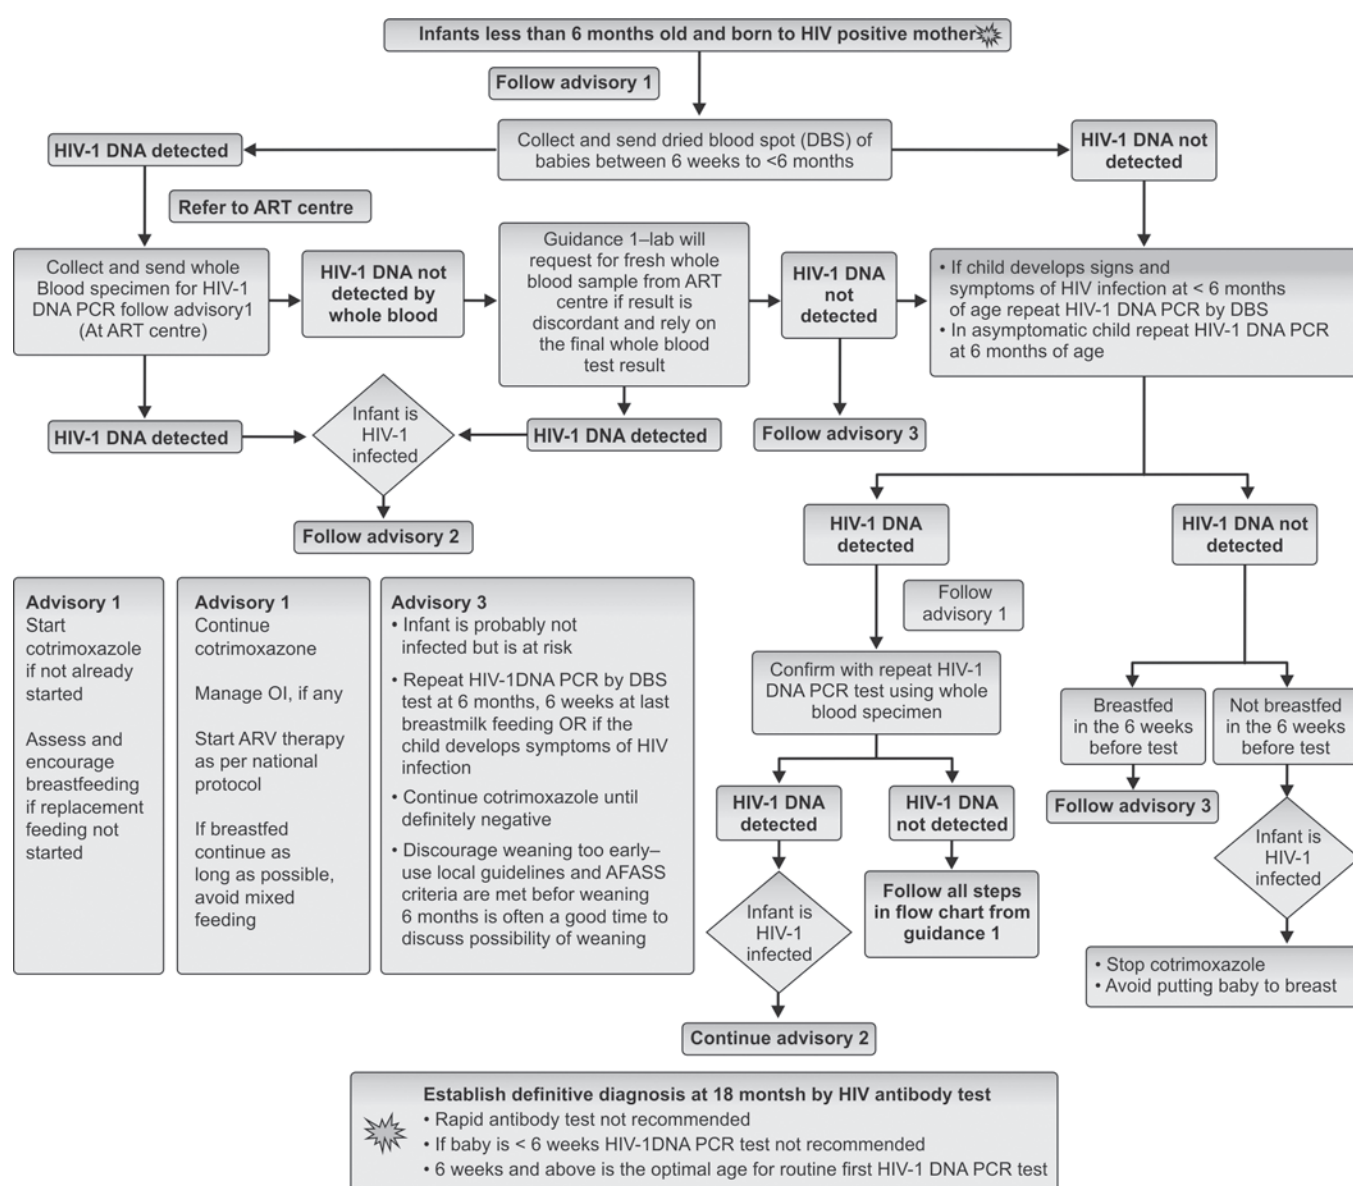 Infants less than 6 months old and born to HIV positive mother
Follow advisory 1
Collect and send dried blood spot (DBS) of
babies between 6 weeks to <6 months
HIV-1 DNA detected
HIV-1 DNA not
detected
Refer to ART centre
Collect and send whole
Blood specimen for HIV-1
DNA PCR follow advisory1
(At ART centre)
HIV-1 DNA not
detected by
whole blood
Guidance 1–lab will
request for fresh whole
blood sample from ART
centre if result is
discordant and rely on
the final whole blood
test result
HIV-1 DNA
not
detected
• If child develops signs and
symptoms of HIV infection at < 6 months
of age repeat HIV-1 DNA PCR by DBS
• In asymptomatic child repeat HIV-1 DNA PCR
at 6 months of age
HIV-1 DNA detected
Infant is
HIV-1
infected
HIV-1 DNA detected
Follow advisory 3
Follow advisory 2
HIV-1 DNA
detected
HIV-1 DNA not
detected
Follow
advisory 1
Confirm with repeat HIV-1
DNA PCR test using whole
blood specimen
Breastfed
in the 6 weeks
before test
Not breastfed
in the 6 weeks
before test
HIV-1 DNA
detected
HIV-1 DNA
not detected
Follow advisory 3
Infant is
HIV-1
infected
Infant is
HIV-1
infected
Follow all steps
in flow chart from
guidance 1
• Stop cotrimoxazole
• Avoid putting baby to breast
Continue advisory 2
Advisory 1
Start
cotrimoxazole
if not already
started
Assess and
encourage
breastfeeding
if replacement
feeding not
started
Advisory 1
Continue
cotrimoxazone
Manage OI, if any
Start ARV therapy
as per national
protocol
If breastfed
continue as
long as possible,
avoid mixed
feeding
Advisory 3
• Infant is probably not
infected but is at risk
• Repeat HIV-1DNA PCR by DBS
test at 6 months, 6 weeks at last
breastmilk feeding OR if the
child develops symptoms of HIV
infection
• Continue cotrimoxazole until
definitely negative
• Discourage weaning too early–
use local guidelines and AFASS
criteria are met befor weaning
6 months is often a good time to
discuss possibility of weaning
Establish definitive diagnosis at 18 montsh by HIV antibody test
• Rapid antibody test not recommended
• If baby is < 6 weeks HIV-1DNA PCR test not recommended
• 6 weeks and above is the optimal age for routine first HIV-1 DNA PCR test